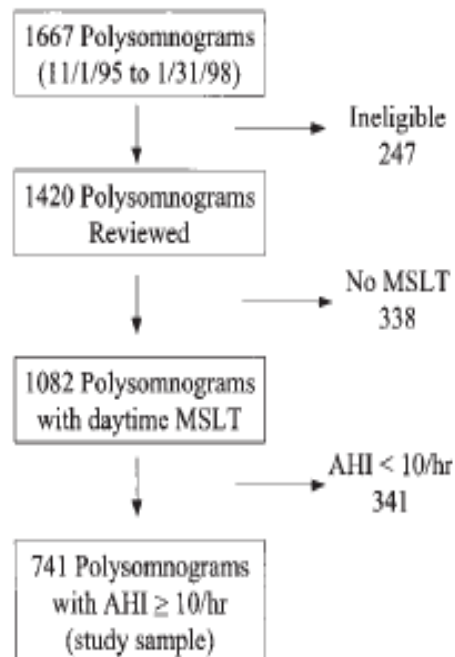 1667 Polysomnograms
(11/1/95 to 1/31/98)
Ineligible
247
1420 Polysomnograms
Reviewed
No MSLT
338
1082 Polysomnograms
with daytime MSLT
AHI < 10/hr
341
741 Polysomnograms
with AHI ≥ 10/hr
(study sample)